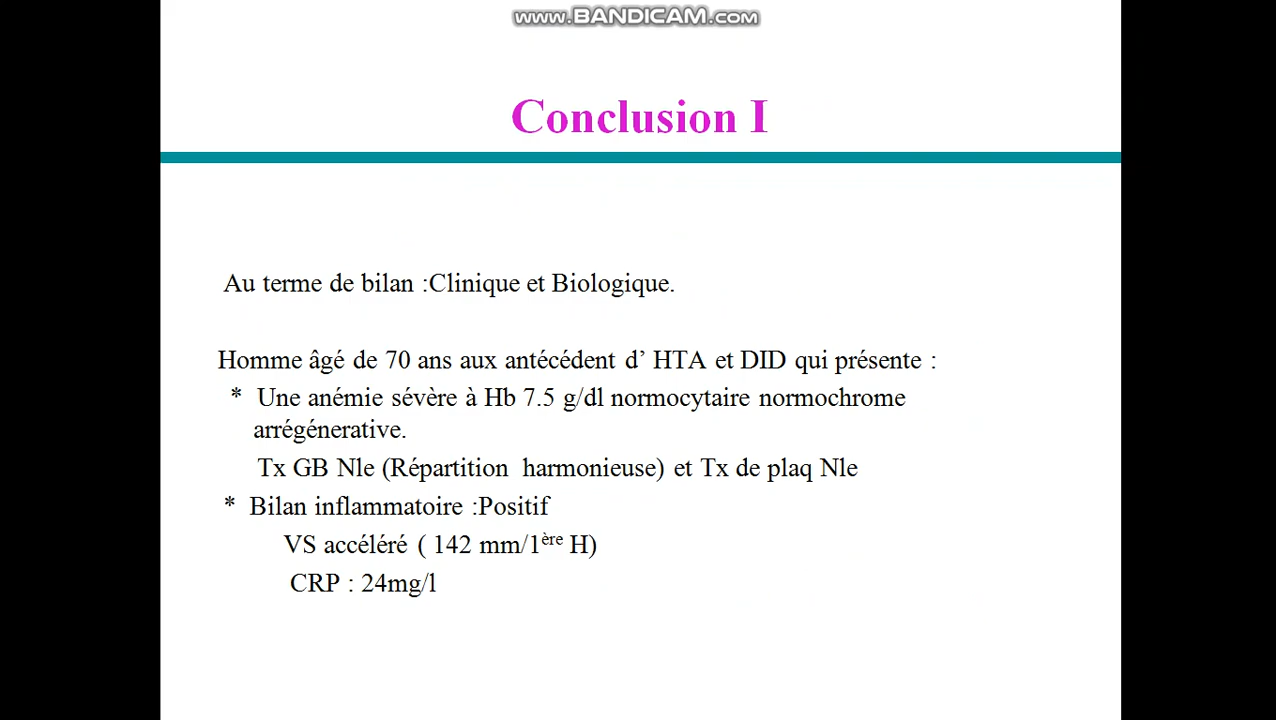 www.BANDICAM.com
Conclusion I
Au terme de bilan :Clinique et Biologique.
Homme âgé de 70 ans aux antécédent d’ HTA et DID qui présente :
* Une anémie sévère à Hb 7.5 g/dl normocytaire normochrome
arrégénerative.
Tx GB Nle (Répartition harmonieuse) et Tx de plaq Nle
* Bilan inflammatoire :Positif
VS accéléré ( 142 mm/1ère H)
CRP : 24mg/l